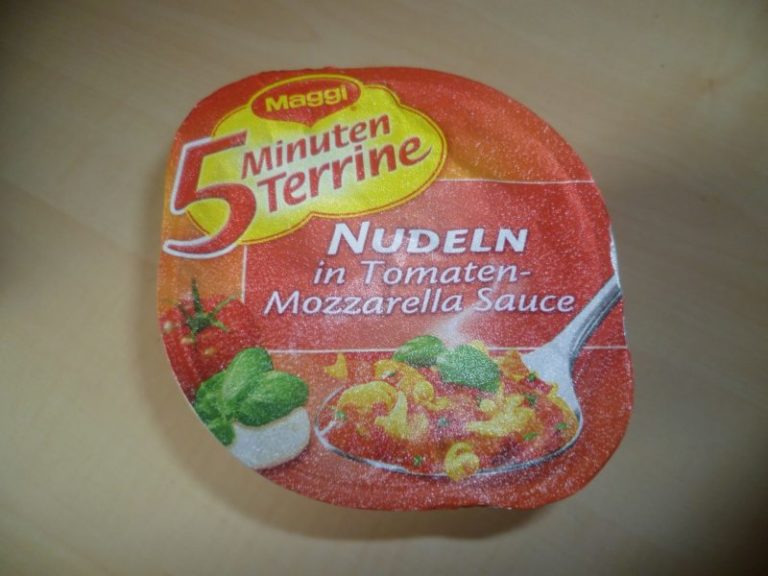 Maggi
5 Minuten
Terrine
NUDELN
in Tomaten-
Mozzarella Sauce